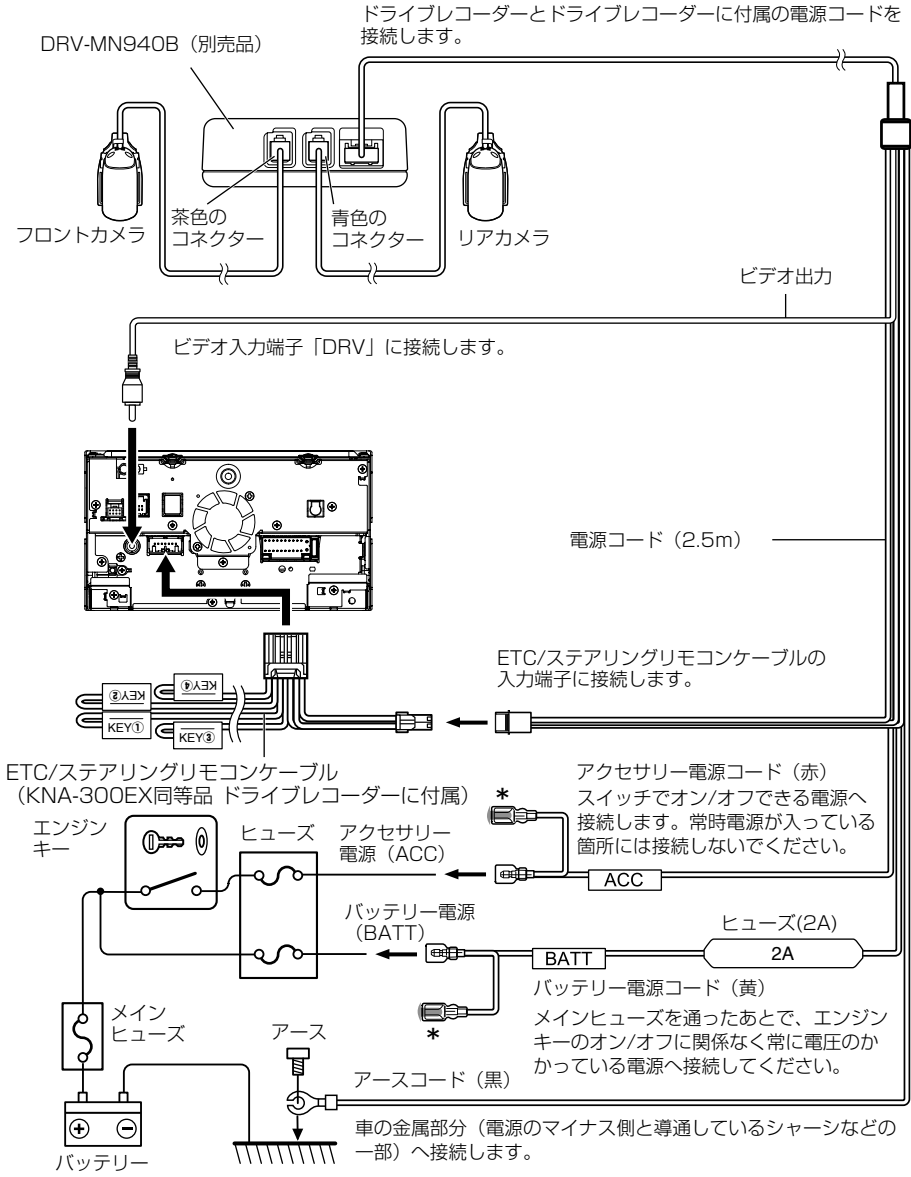 ドライブレコーダーとドライブレコーダーに付属の電源コードを
接続します。
DRV-MN940B（別売品）
茶色の
コネクター
青色の
コネクター
フロントカメラ
リアカメラ
ビデオ出力
ビデオ入力端子「DRV」に接続します。
電源コード（2.5m）
ETC/ステアリングリモコンケーブルの
入力端子に接続します。
KEY②
KEY④
KEY①
KEY③
ETC/ステアリングリモコンケーブル
（KNA-300EX同等品 ドライブレコーダーに付属）
アクセサリー電源コード（赤）
スイッチでオン/オフできる電源へ
接続します。常時電源が入っている
箇所には接続しないでください。
*
エンジン
キー
ヒューズ
アクセサリー
電源（ACC）
ACC
バッテリー電源
（BATT）
ヒューズ(2A)
BATT
2A
バッテリー電源コード（黄）
*
メインヒューズを通ったあとで、エンジン
キーのオン/オフに関係なく常に電圧のか
かっている電源へ接続してください。
メイン
ヒューズ
アース
アースコード（黒）
車の金属部分（電源のマイナス側と導通しているシャーシなどの
一部）へ接続します。
+ −
バッテリー